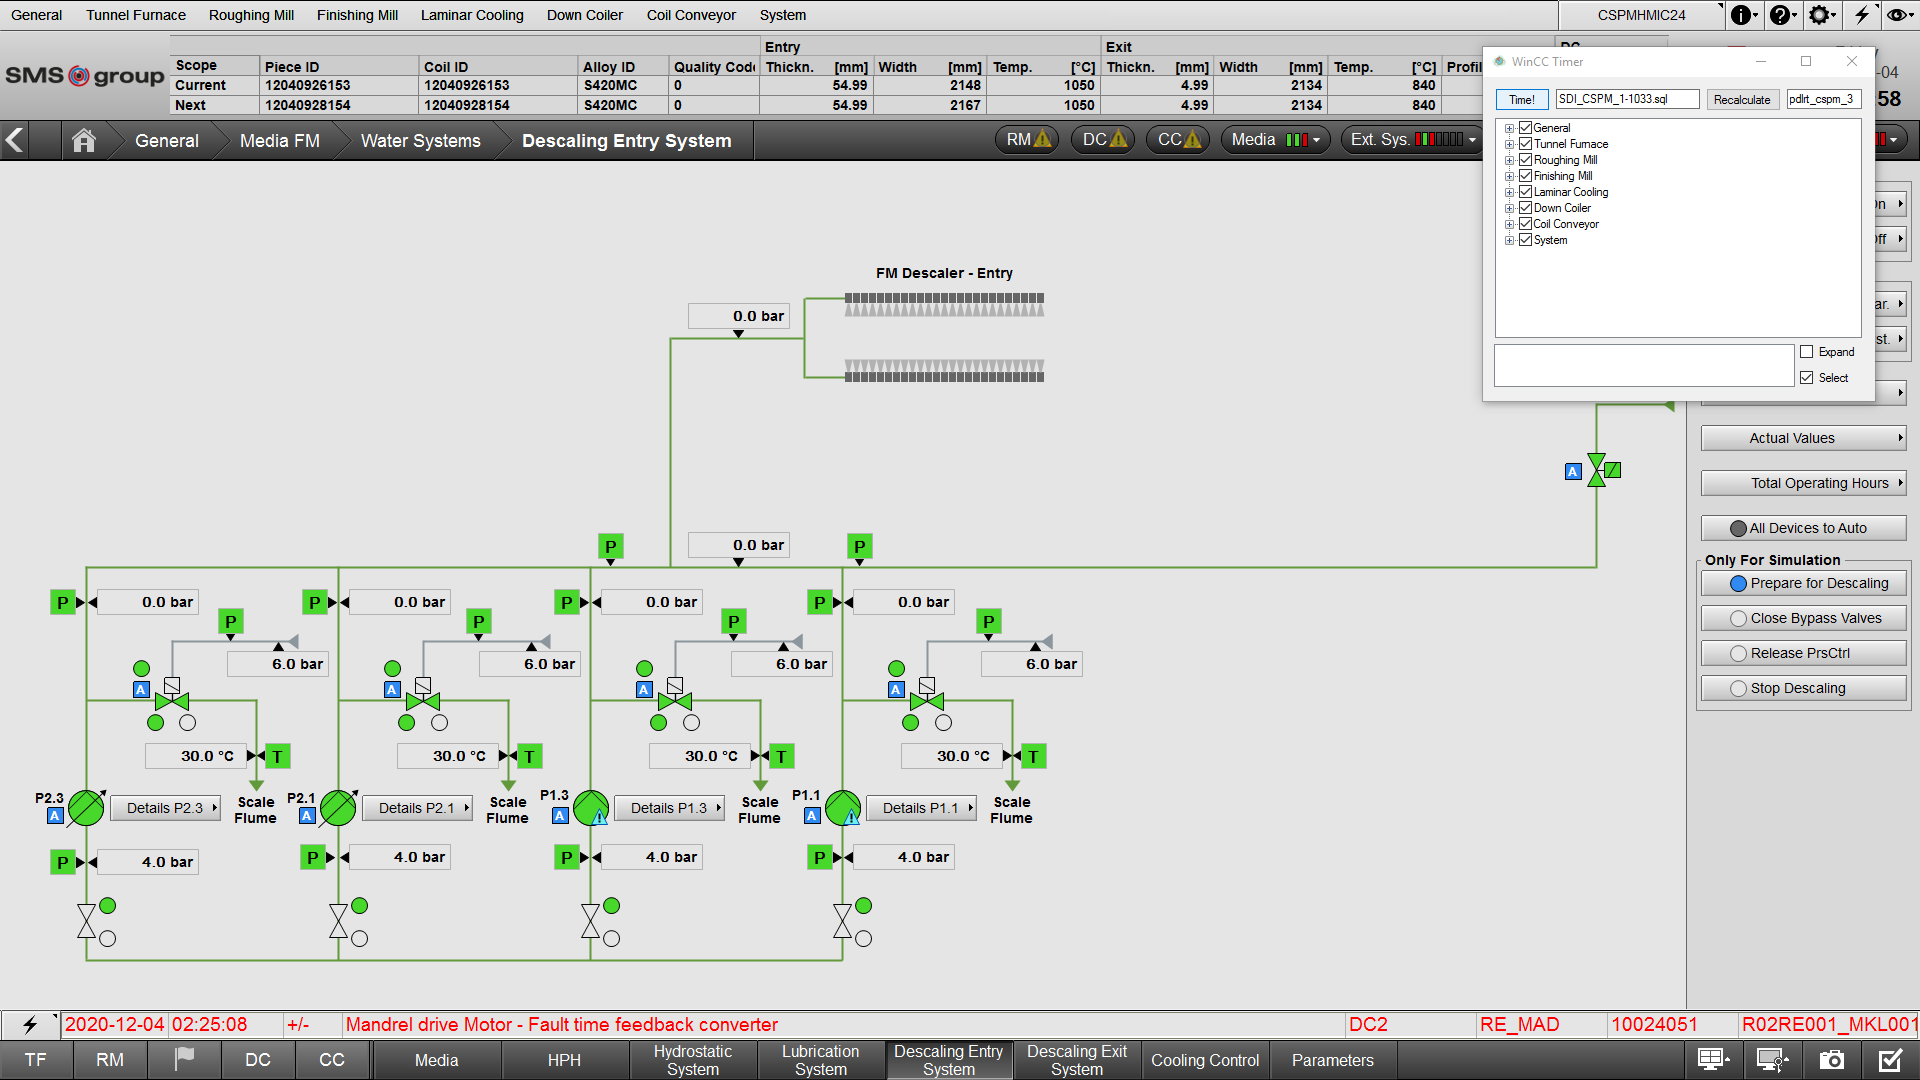 General Tunnel Furnace Roughing Mill Finishing Mill Laminar Cooling Down Coiler Coil Conveyor System CSPMHMIC24
SMS group
Entry Exit
Scope Piece ID Coil ID Alloy ID Quality Code Thickn. [mm] Width [mm] Temp. [°C] Thickn. [mm] Width [mm] Temp. [°C] Profil
Current 12040926153 12040926153 S420MC 0 54.99 2148 1050 4.99 2134 840
Next 12040928154 12040928154 S420MC 0 54.99 2167 1050 4.99 2134 840
-04
:58
General Media FM Water Systems Descaling Entry System RM DC CC Media Ext. Sys.
WinCC Timer
Time! SDI_CSPM_1-1033.sql Recalculate pdlrt_cspm_3
General
Tunnel Furnace
Roughing Mill
Finishing Mill
Laminar Cooling
Down Coiler
Coil Conveyor
System
Expand
Select
On
Off
ar.
st.
Actual Values
Total Operating Hours
All Devices to Auto
Only For Simulation
Prepare for Descaling
Close Bypass Valves
Release PrsCtrl
Stop Descaling
FM Descaler - Entry
0.0 bar
A
P 0.0 bar P
P 0.0 bar P 0.0 bar P 0.0 bar P 0.0 bar
P P P P
6.0 bar 6.0 bar 6.0 bar 6.0 bar
A A A A
30.0 °C T 30.0 °C T 30.0 °C T 30.0 °C T
P2.3 A Details P2.3 Scale Flume P2.1 A Details P2.1 Scale Flume P1.3 A Details P1.3 Scale Flume P1.1 A Details P1.1 Scale Flume
P 4.0 bar P 4.0 bar P 4.0 bar P 4.0 bar
2020-12-04 02:25:08 +/- Mandrel drive Motor - Fault time feedback converter DC2 RE_MAD 10024051 R02RE001_MKL001
TF RM DC CC Media HPH Hydrostatic System Lubrication System Descaling Entry System Descaling Exit System Cooling Control Parameters